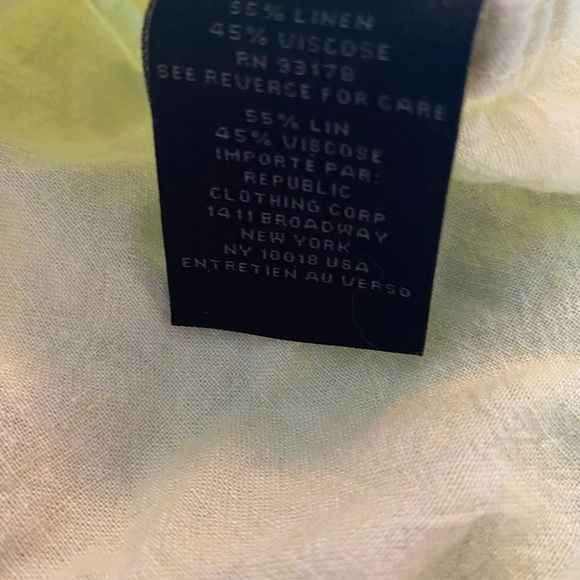 55% LINEN
45% VISCOSE
RN 93178
SEE REVERSE FOR CARE
55% LIN
45% VISCOSE
IMPORTÉ PAR:
REPUBLIC
CLOTHING CORP
1411 BROADWAY
NEW YORK
NY 10018 USA
ENTRETIEN AU VERSO